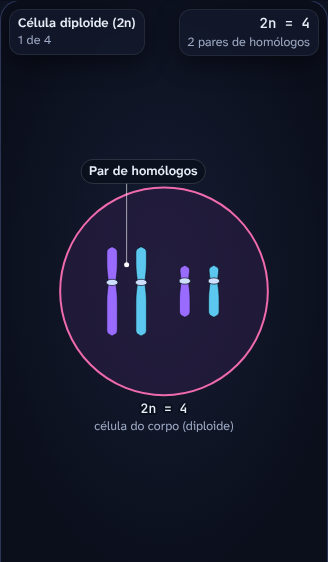 Célula diploide (2n)
1 de 4
2n = 4
2 pares de homólogos
Par de homólogos
2n = 4
célula do corpo (diploide)